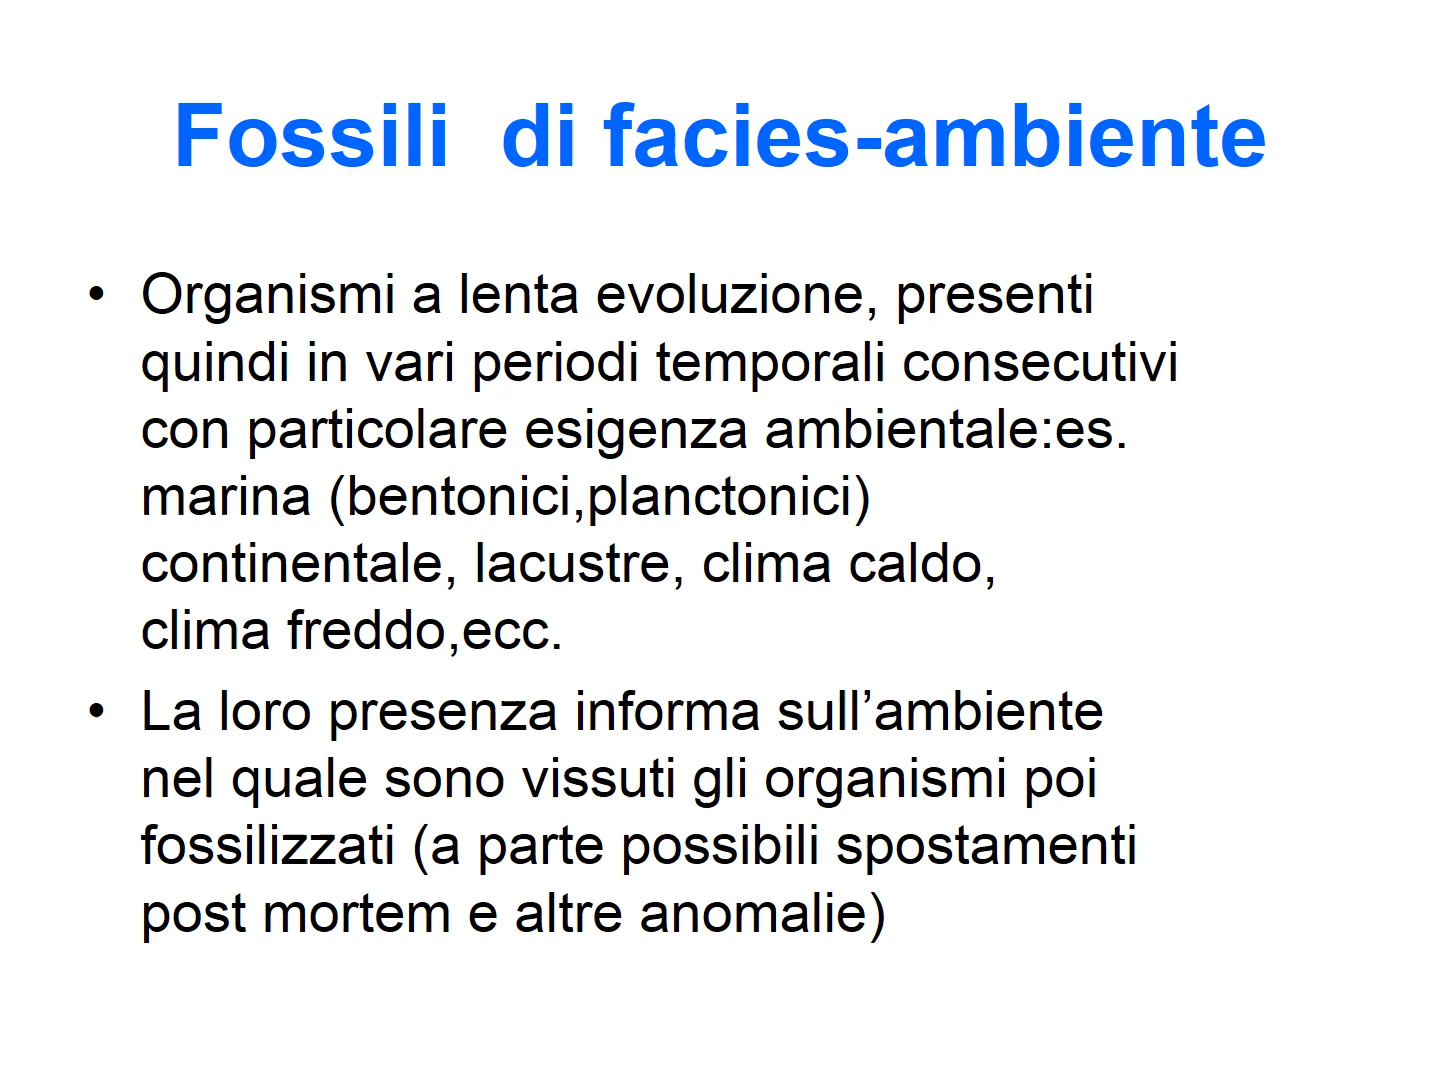 Fossili  di facies-ambiente
• Organismi a lenta evoluzione, presenti
quindi in vari periodi temporali consecutivi
con particolare esigenza ambientale:es.
marina (bentonici,planctonici)
continentale, lacustre, clima caldo,
clima freddo,ecc.
• La loro presenza informa sull’ambiente
nel quale sono vissuti gli organismi poi
fossilizzati (a parte possibili spostamenti
post mortem e altre anomalie)